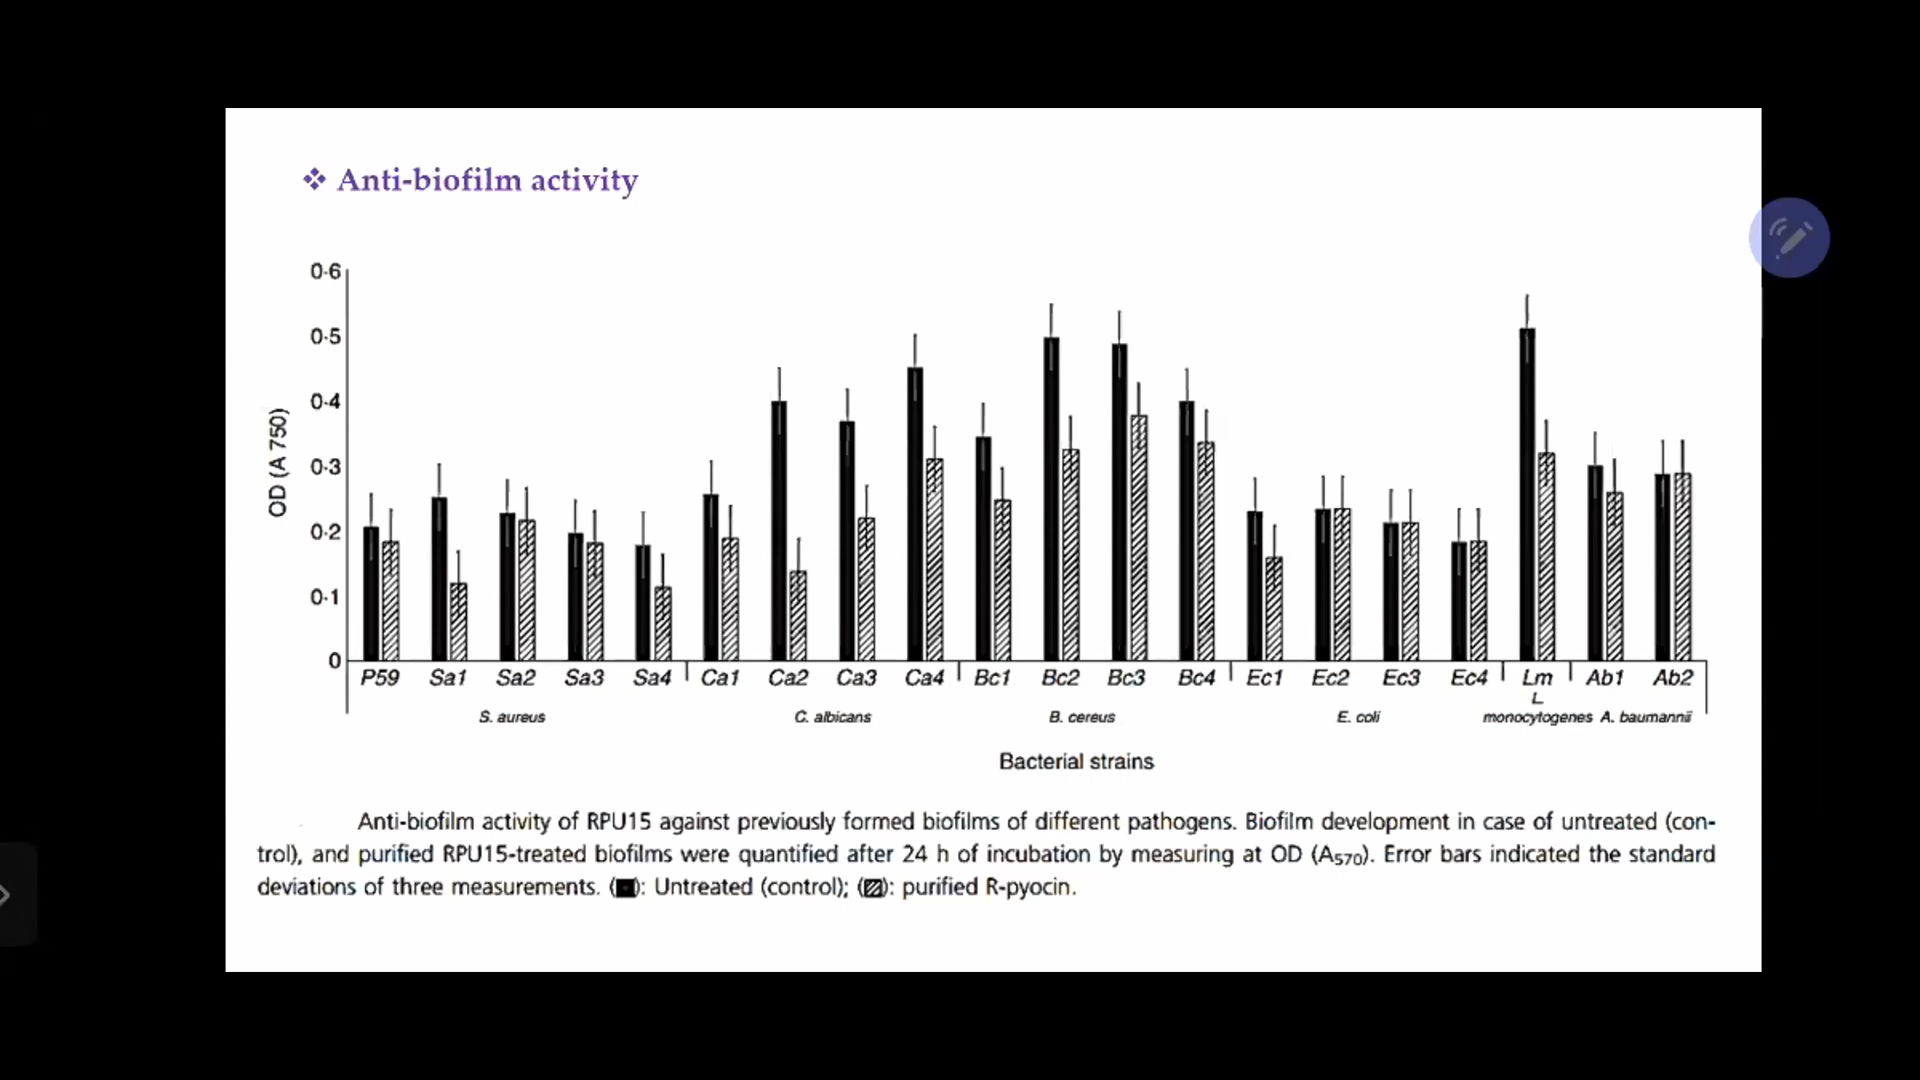 ❖ Anti-biofilm activity
0·6
0·5
0·4
0·3
0·2
0·1
0
OD (A 750)
P59 Sa1 Sa2 Sa3 Sa4 Ca1 Ca2 Ca3 Ca4 Bc1 Bc2 Bc3 Bc4 Ec1 Ec2 Ec3 Ec4 Lm Ab1 Ab2
L
S. aureus C. albicans B. cereus E. coli monocytogenes A. baumannii
Bacterial strains
Anti-biofilm activity of RPU15 against previously formed biofilms of different pathogens. Biofilm development in case of untreated (con-
trol), and purified RPU15-treated biofilms were quantified after 24 h of incubation by measuring at OD (A570). Error bars indicated the standard
deviations of three measurements. (■): Untreated (control); (▨): purified R-pyocin.